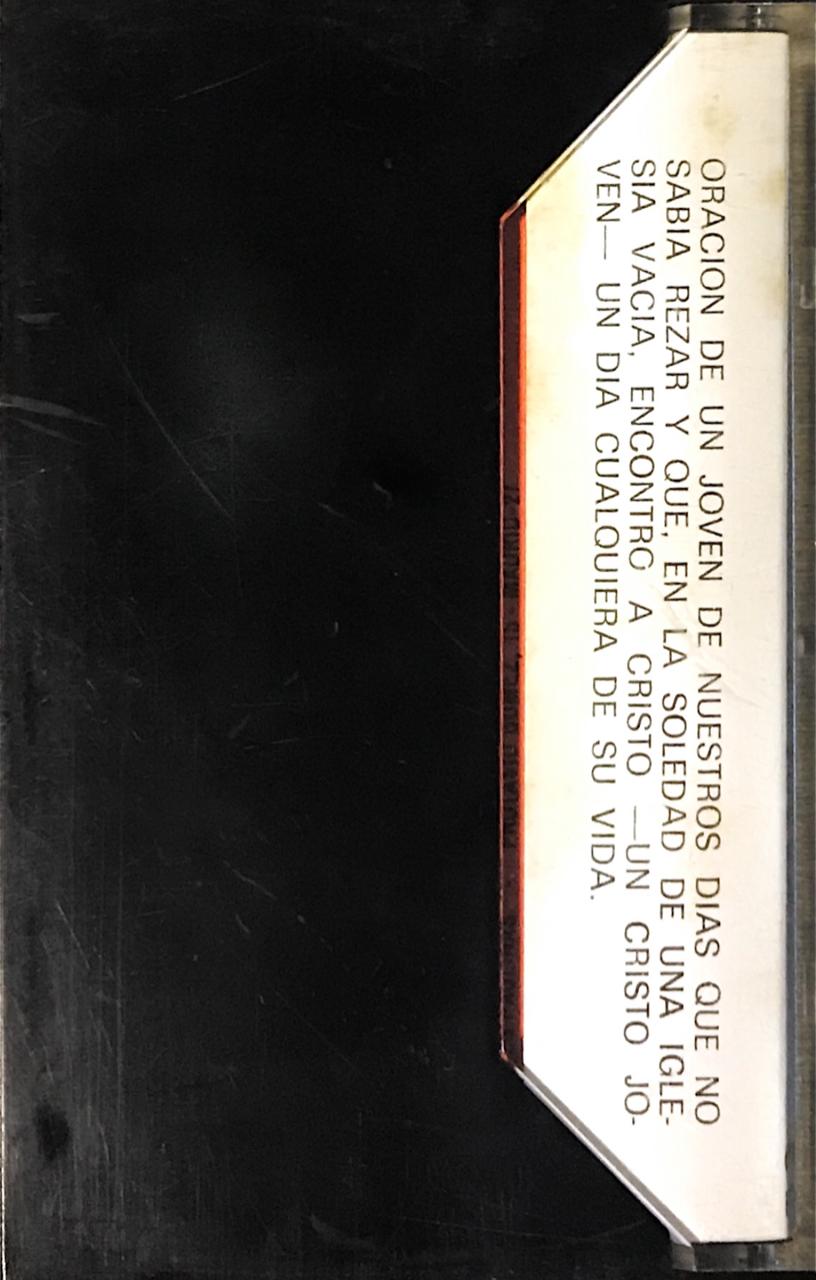 ORACION DE UN JOVEN DE NUESTROS DIAS QUE NO
SABIA REZAR Y QUE, EN LA SOLEDAD DE UNA IGLE-
SIA VACIA, ENCONTRO A CRISTO —UN CRISTO JO-
VEN— UN DIA CUALQUIERA DE SU VIDA.